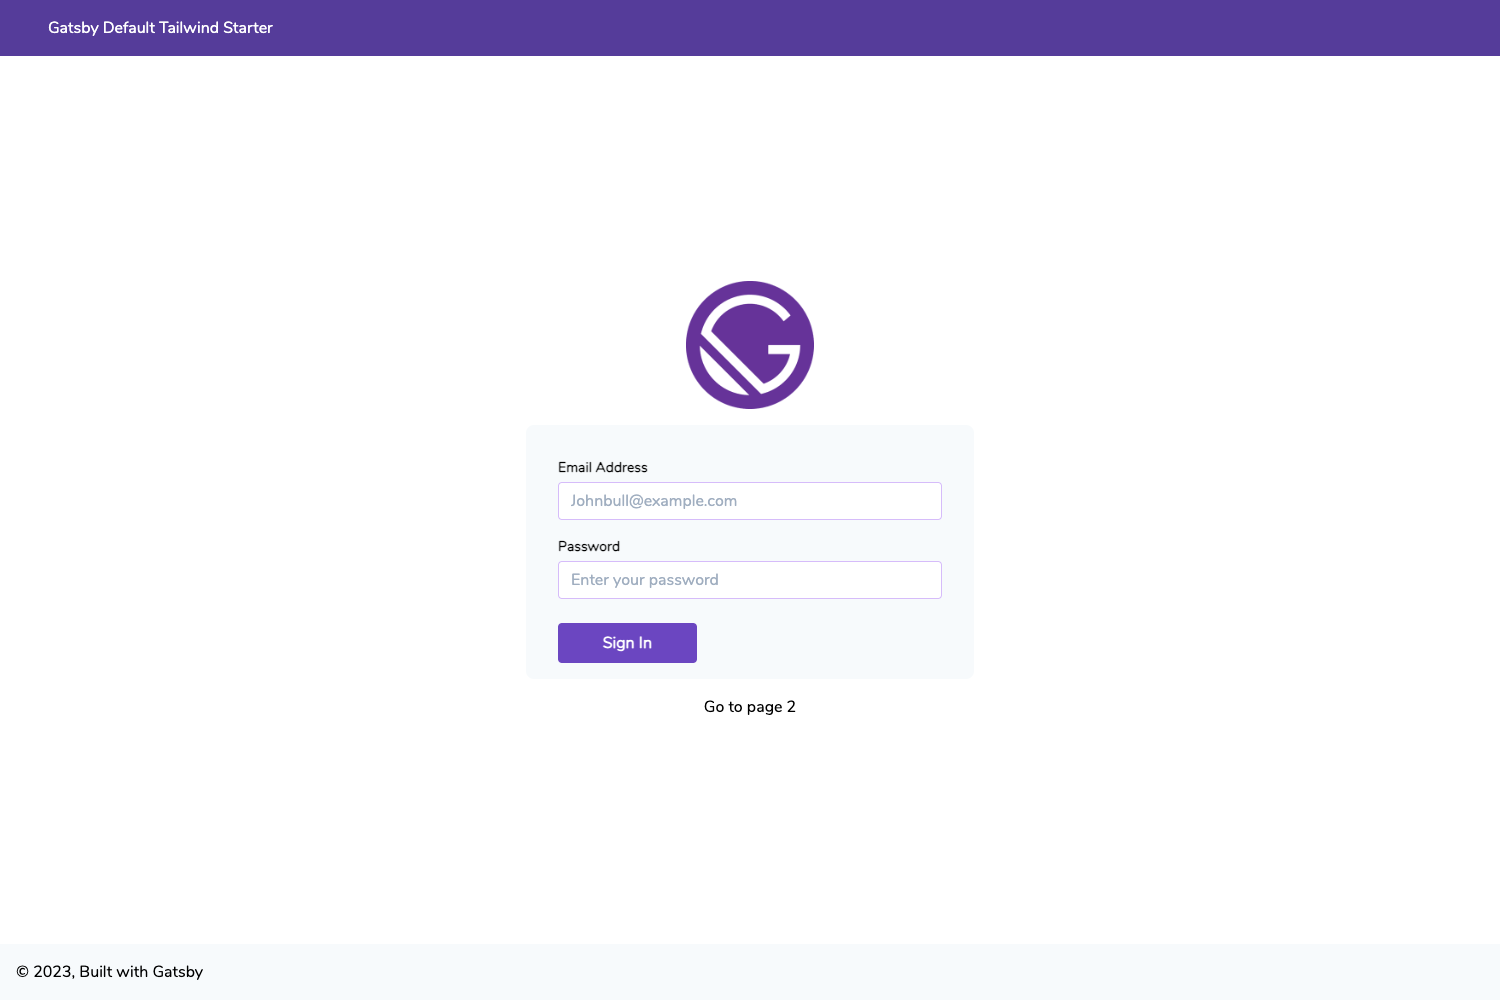 Gatsby Default Tailwind Starter
Email Address
Johnbull@example.com
Password
Enter your password
Sign In
Go to page 2
© 2023, Built with Gatsby